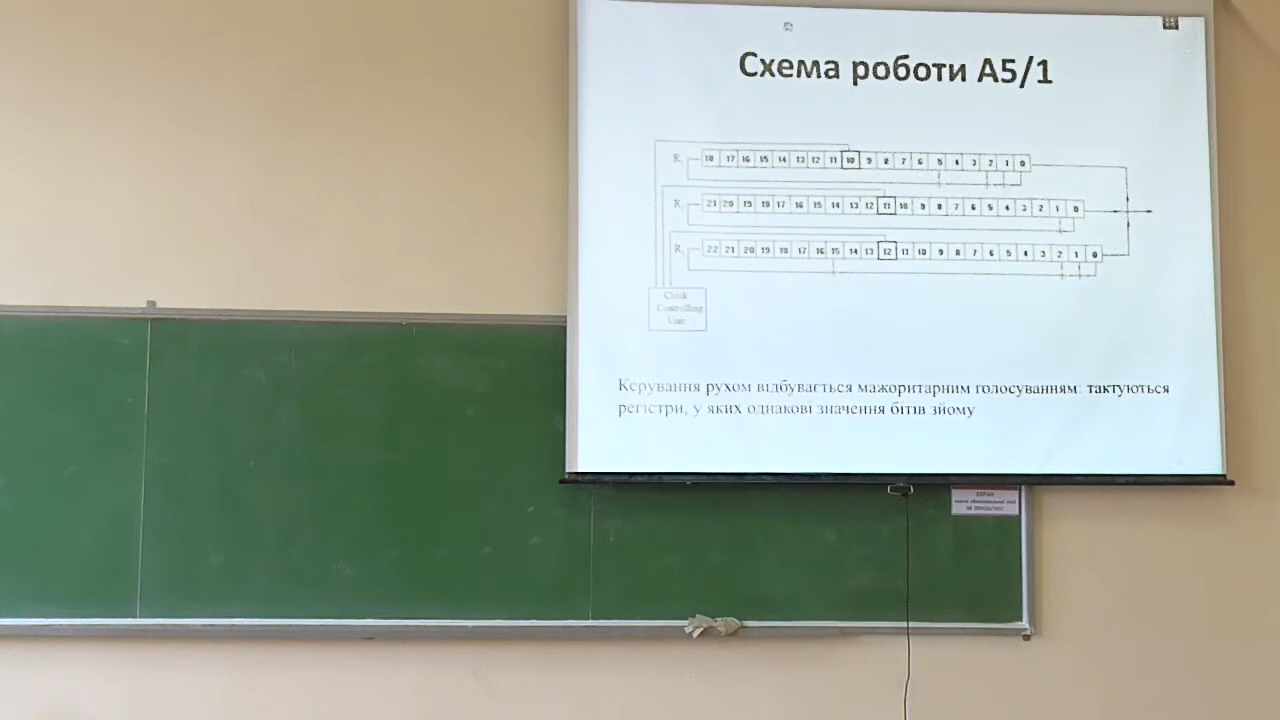 Схема роботи А5/1
R 18 17 16 15 14 13 12 11 10 9 8 7 6 5 4 3 2 1 0
R 21 20 19 18 17 16 15 14 13 12 11 10 9 8 7 6 5 4 3 2 1 0
R 22 21 20 19 18 17 16 15 14 13 12 11 10 9 8 7 6 5 4 3 2 1 0
Clock
Controlling
Unit
Керування рухом відбувається мажоритарним голосуванням: тактуються
регістри, у яких однакові значення бітів зйому